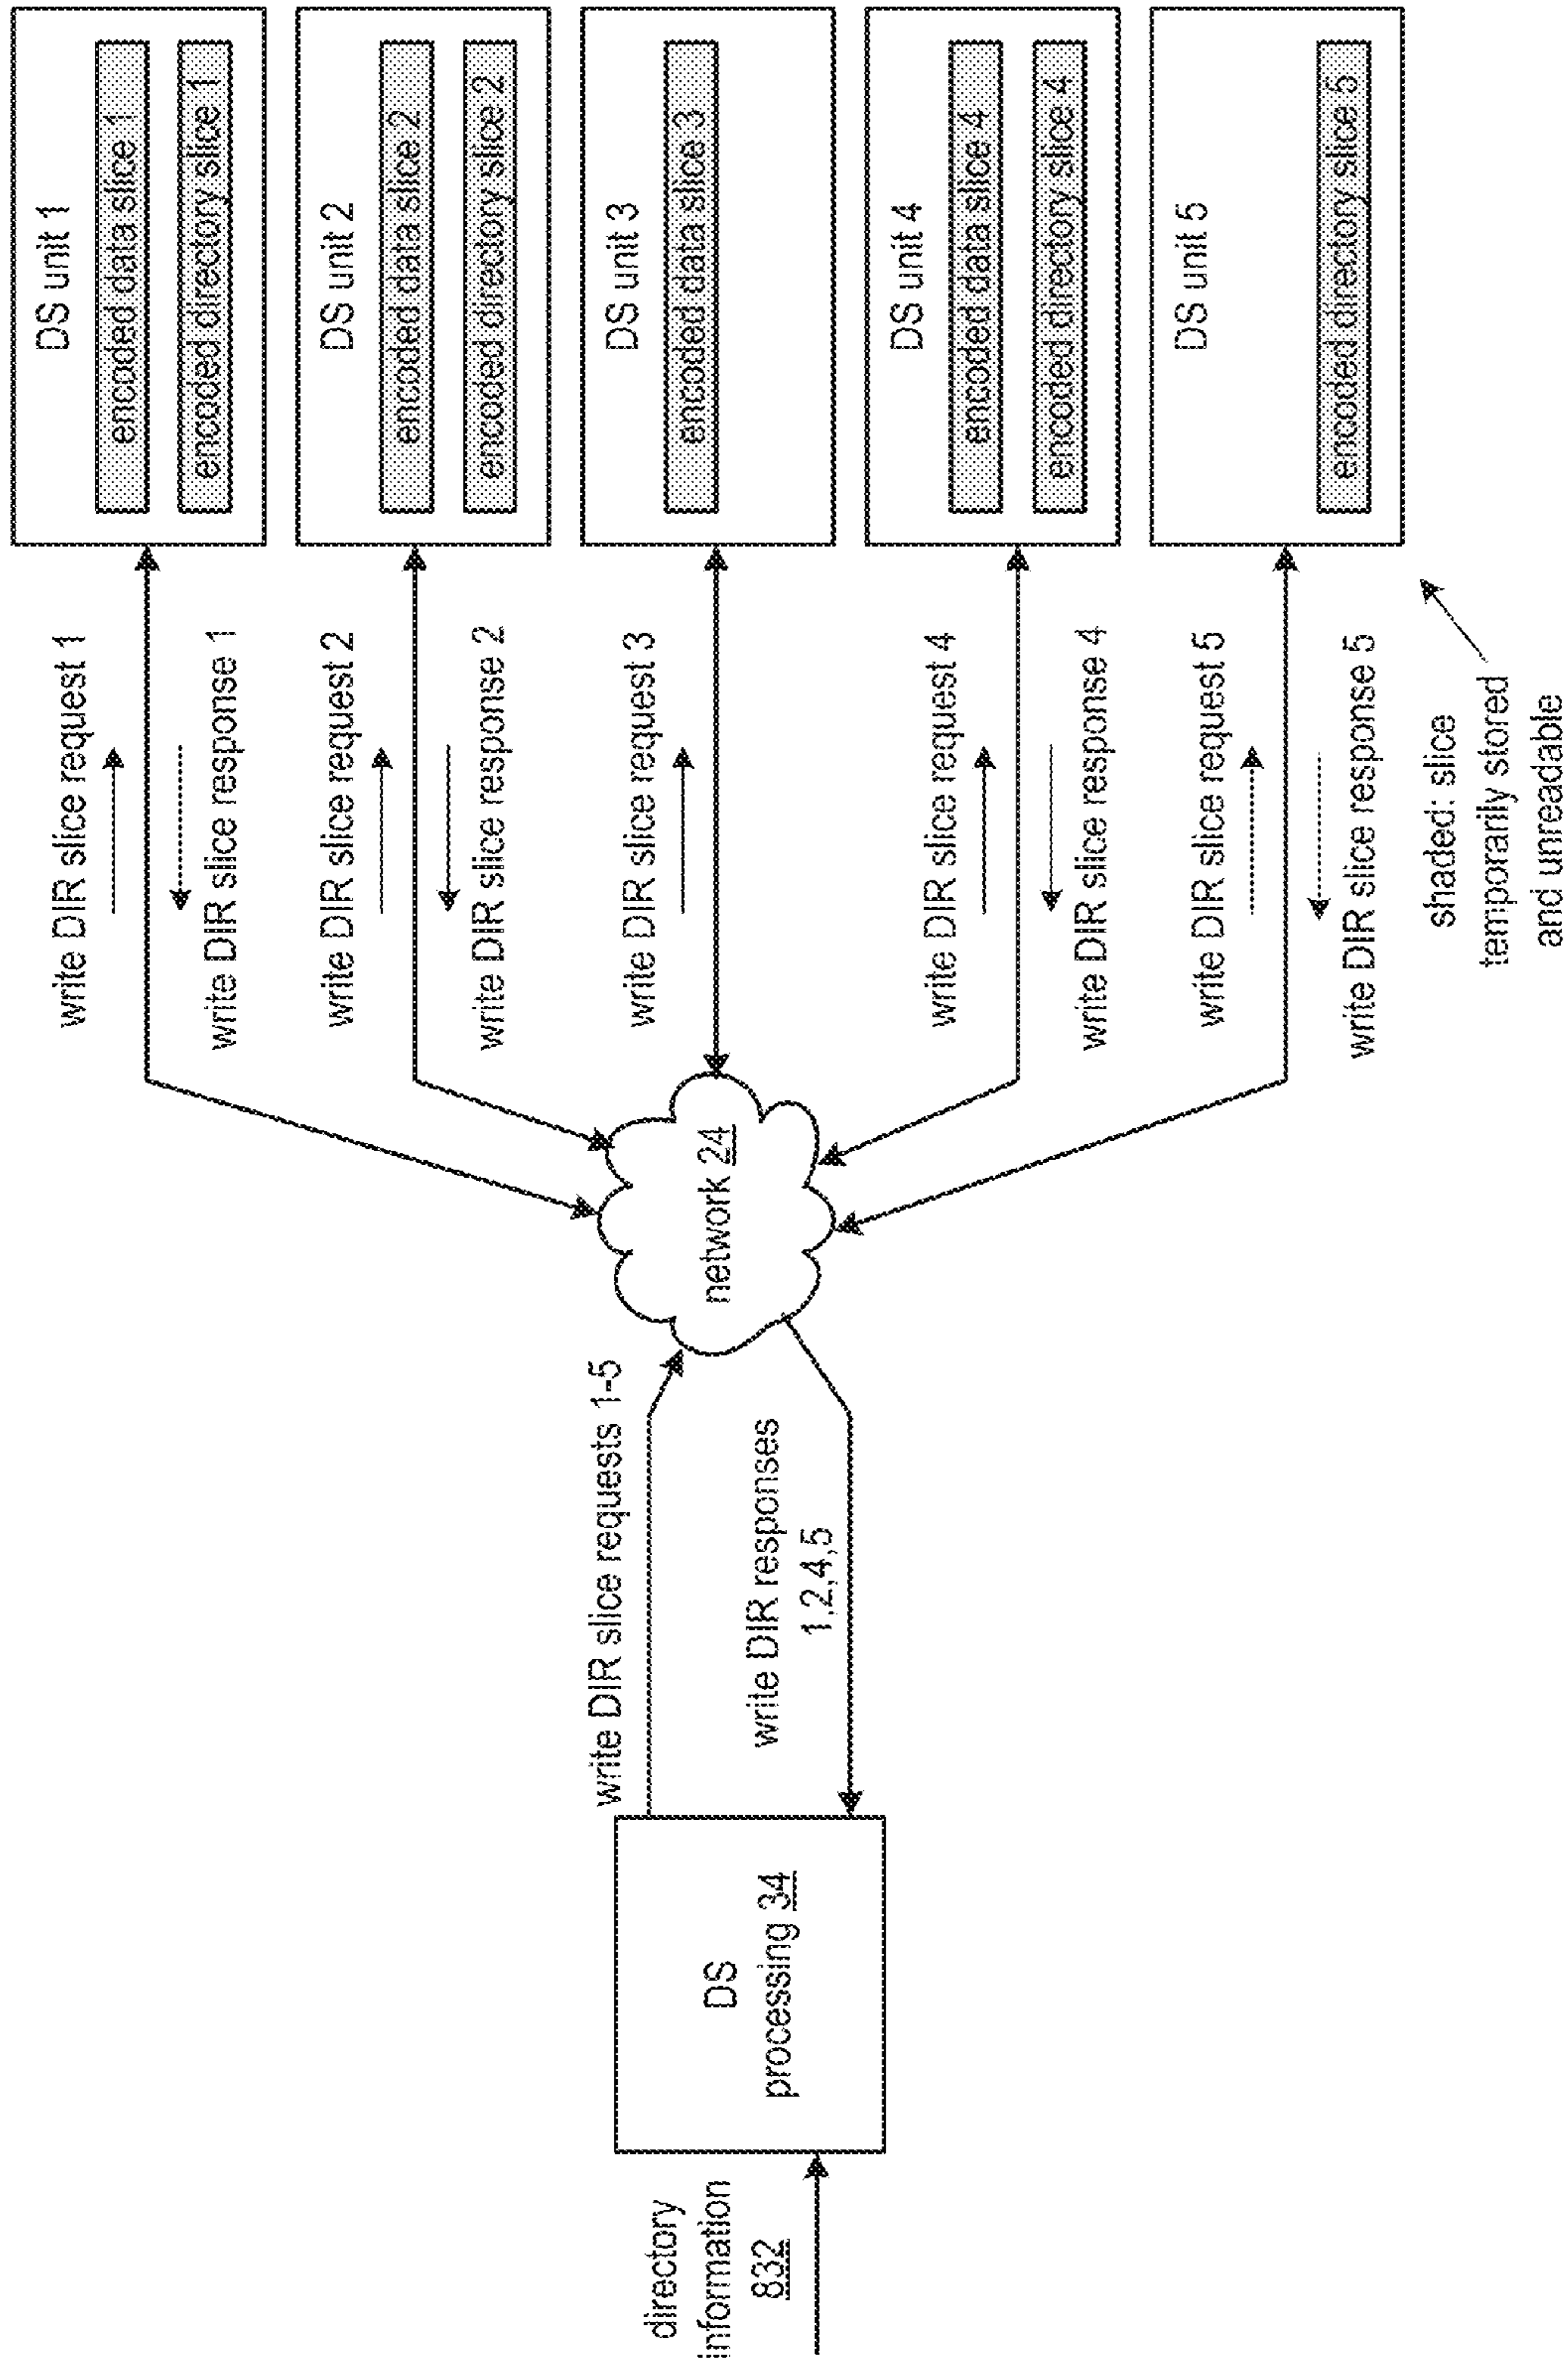 directory
information
832
DS
processing 34
write DIR slice requests 1-5
write DIR responses
1,2,4,5
network 24
write DIR slice request 1
write DIR slice response 1
write DIR slice request 2
write DIR slice response 2
write DIR slice request 3
write DIR slice request 4
write DIR slice response 4
write DIR slice request 5
write DIR slice response 5
DS unit 1
encoded data slice 1
encoded directory slice 1
DS unit 2
encoded data slice 2
encoded directory slice 2
DS unit 3
encoded data slice 3
DS unit 4
encoded data slice 4
encoded directory slice 4
DS unit 5
encoded directory slice 5
shaded: slice
temporarily stored
and unreadable